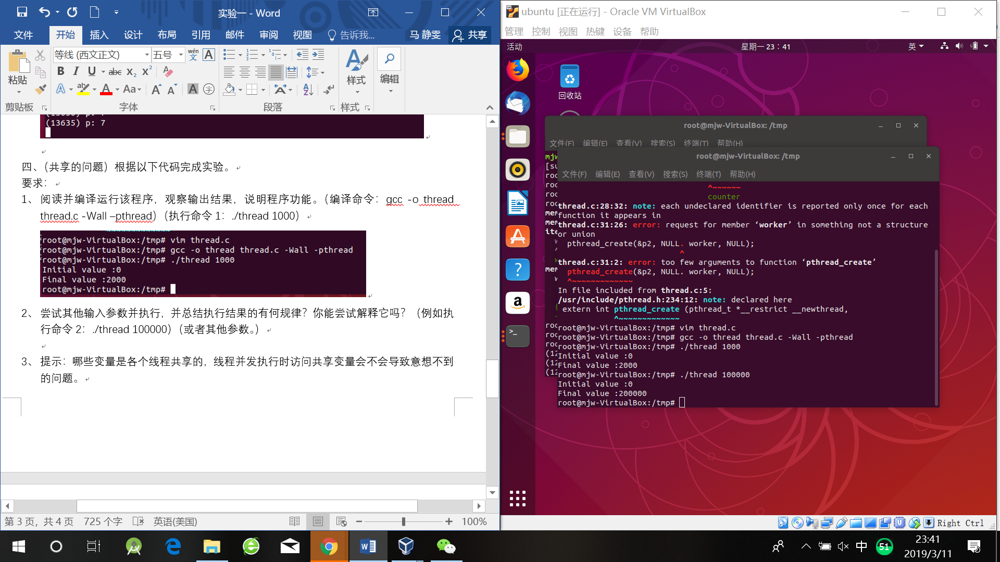 实验一 - Word
文件
开始
插入
设计
布局
引用
邮件
审阅
视图
告诉我...
马 静雯
共享
粘贴
等线 (西文正文)
五号
wén
文
A
B I U abc X₂ X²
Aa
样式
编辑
剪贴板
字体
段落
样式
(13635) p: 7
四、（共享的问题）根据以下代码完成实验。
要求：
1、 阅读并编译运行该程序，观察输出结果，说明程序功能。（编译命令：gcc -o thread
thread.c -Wall –pthread）（执行命令 1：./thread 1000）
root@mjw-VirtualBox:/tmp# vim thread.c
root@mjw-VirtualBox:/tmp# gcc -o thread thread.c -Wall -pthread
root@mjw-VirtualBox:/tmp# ./thread 1000
Initial value :0
Final value :2000
root@mjw-VirtualBox:/tmp#
2、 尝试其他输入参数并执行，并总结执行结果的有何规律？你能尝试解释它吗？（例如执
行命令 2：./thread 100000）（或者其他参数。）
3、 提示：哪些变量是各个线程共享的，线程并发执行时访问共享变量会不会导致意想不到
的问题。
第 3 页，共 4 页
725 个字
英语(美国)
100%
ubuntu [正在运行] - Oracle VM VirtualBox
管理 控制 视图 热键 设备 帮助
活动
星期一 23：41
英
回收站
root@mjw-VirtualBox: /tmp
文件(F) 编辑(E) 查看(V) 搜索(S) 终端(T) 帮助(H)
root@mjw-VirtualBox: /tmp
文件(F) 编辑(E) 查看(V) 搜索(S) 终端(T) 帮助(H)
^~~~~~~
counter
thread.c:28:32: note: each undeclared identifier is reported only once for each
function it appears in
thread.c:31:26: error: request for member ‘worker’ in something not a structure
or union
pthread_create(&p2, NULL. worker, NULL);
^
thread.c:31:2: error: too few arguments to function ‘pthread_create’
pthread_create(&p2, NULL. worker, NULL);
^~~~~~~~~~~~~~
In file included from thread.c:5:
/usr/include/pthread.h:234:12: note: declared here
extern int pthread_create (pthread_t *__restrict __newthread,
^~~~~~~~~~~~~~
root@mjw-VirtualBox:/tmp# vim thread.c
root@mjw-VirtualBox:/tmp# gcc -o thread thread.c -Wall -pthread
root@mjw-VirtualBox:/tmp# ./thread 1000
Initial value :0
Final value :2000
root@mjw-VirtualBox:/tmp# ./thread 100000
Initial value :0
Final value :200000
root@mjw-VirtualBox:/tmp#
Right Ctrl
中
51
23:41
2019/3/11